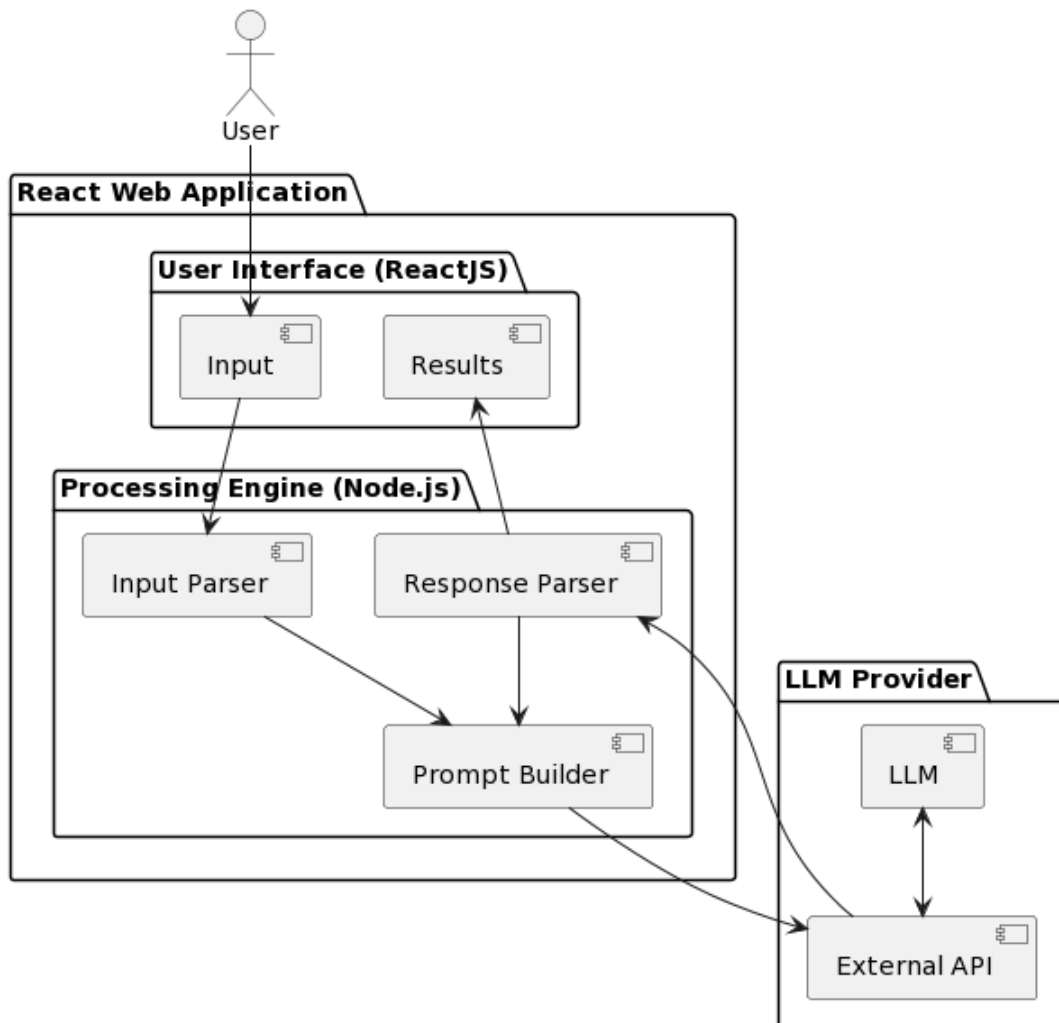 User
React Web Application
User Interface (ReactJS)
Input
Results
Processing Engine (Node.js)
Input Parser
Response Parser
LLM Provider
LLM
Prompt Builder
External API